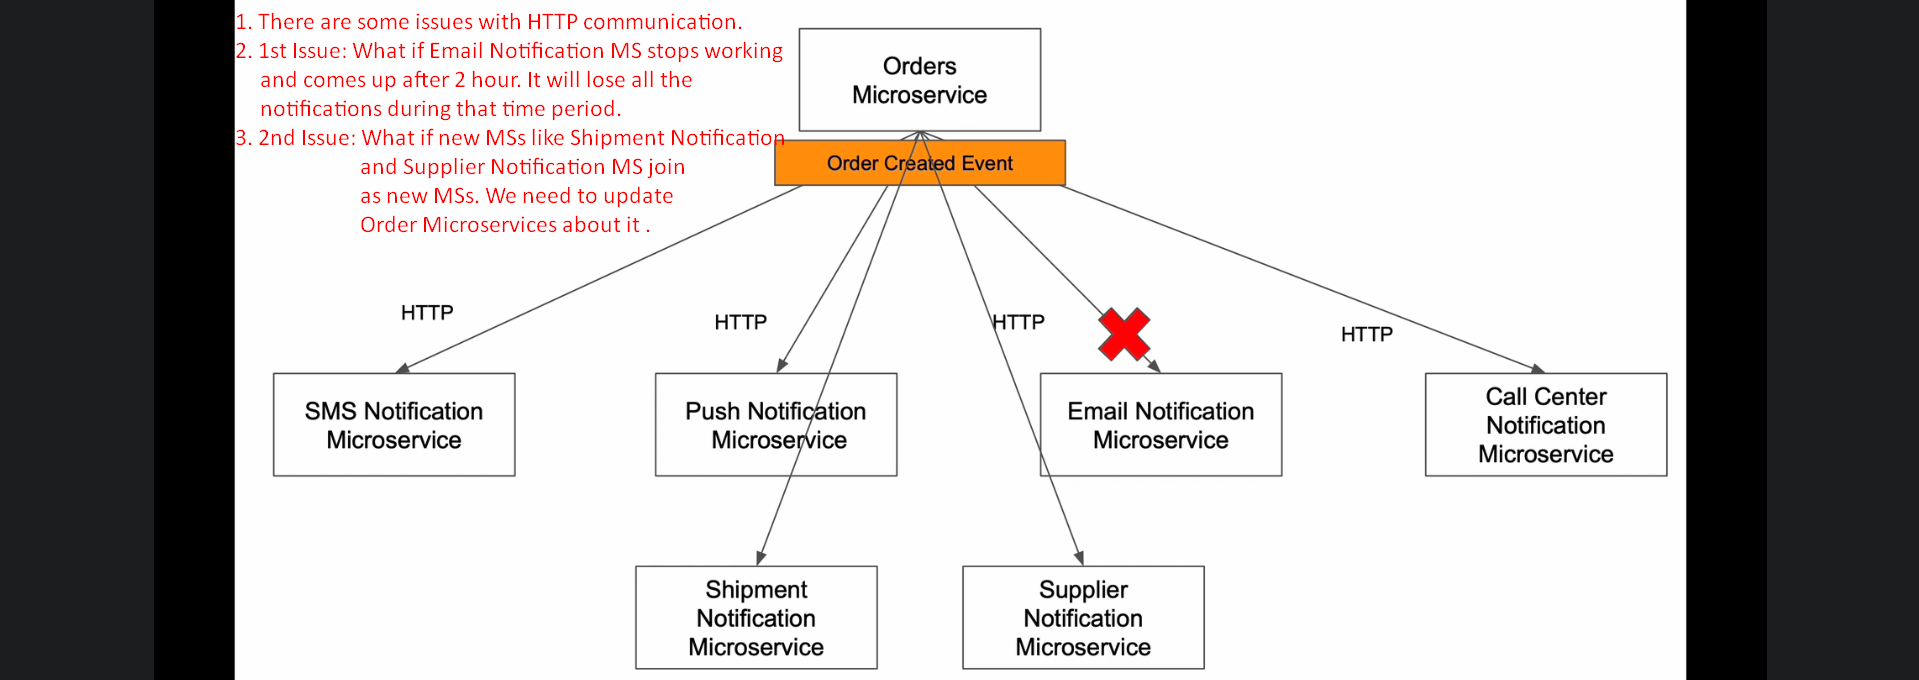 1. There are some issues with HTTP communication.
2. 1st Issue: What if Email Notification MS stops working
and comes up after 2 hour. It will lose all the
notifications during that time period.
3. 2nd Issue: What if new MSs like Shipment Notification
and Supplier Notification MS join
as new MSs. We need to update
Order Microservices about it .
Orders
Microservice
Order Created Event
HTTP
HTTP
HTTP
HTTP
SMS Notification
Microservice
Push Notification
Microservice
Email Notification
Microservice
Call Center
Notification
Microservice
Shipment
Notification
Microservice
Supplier
Notification
Microservice